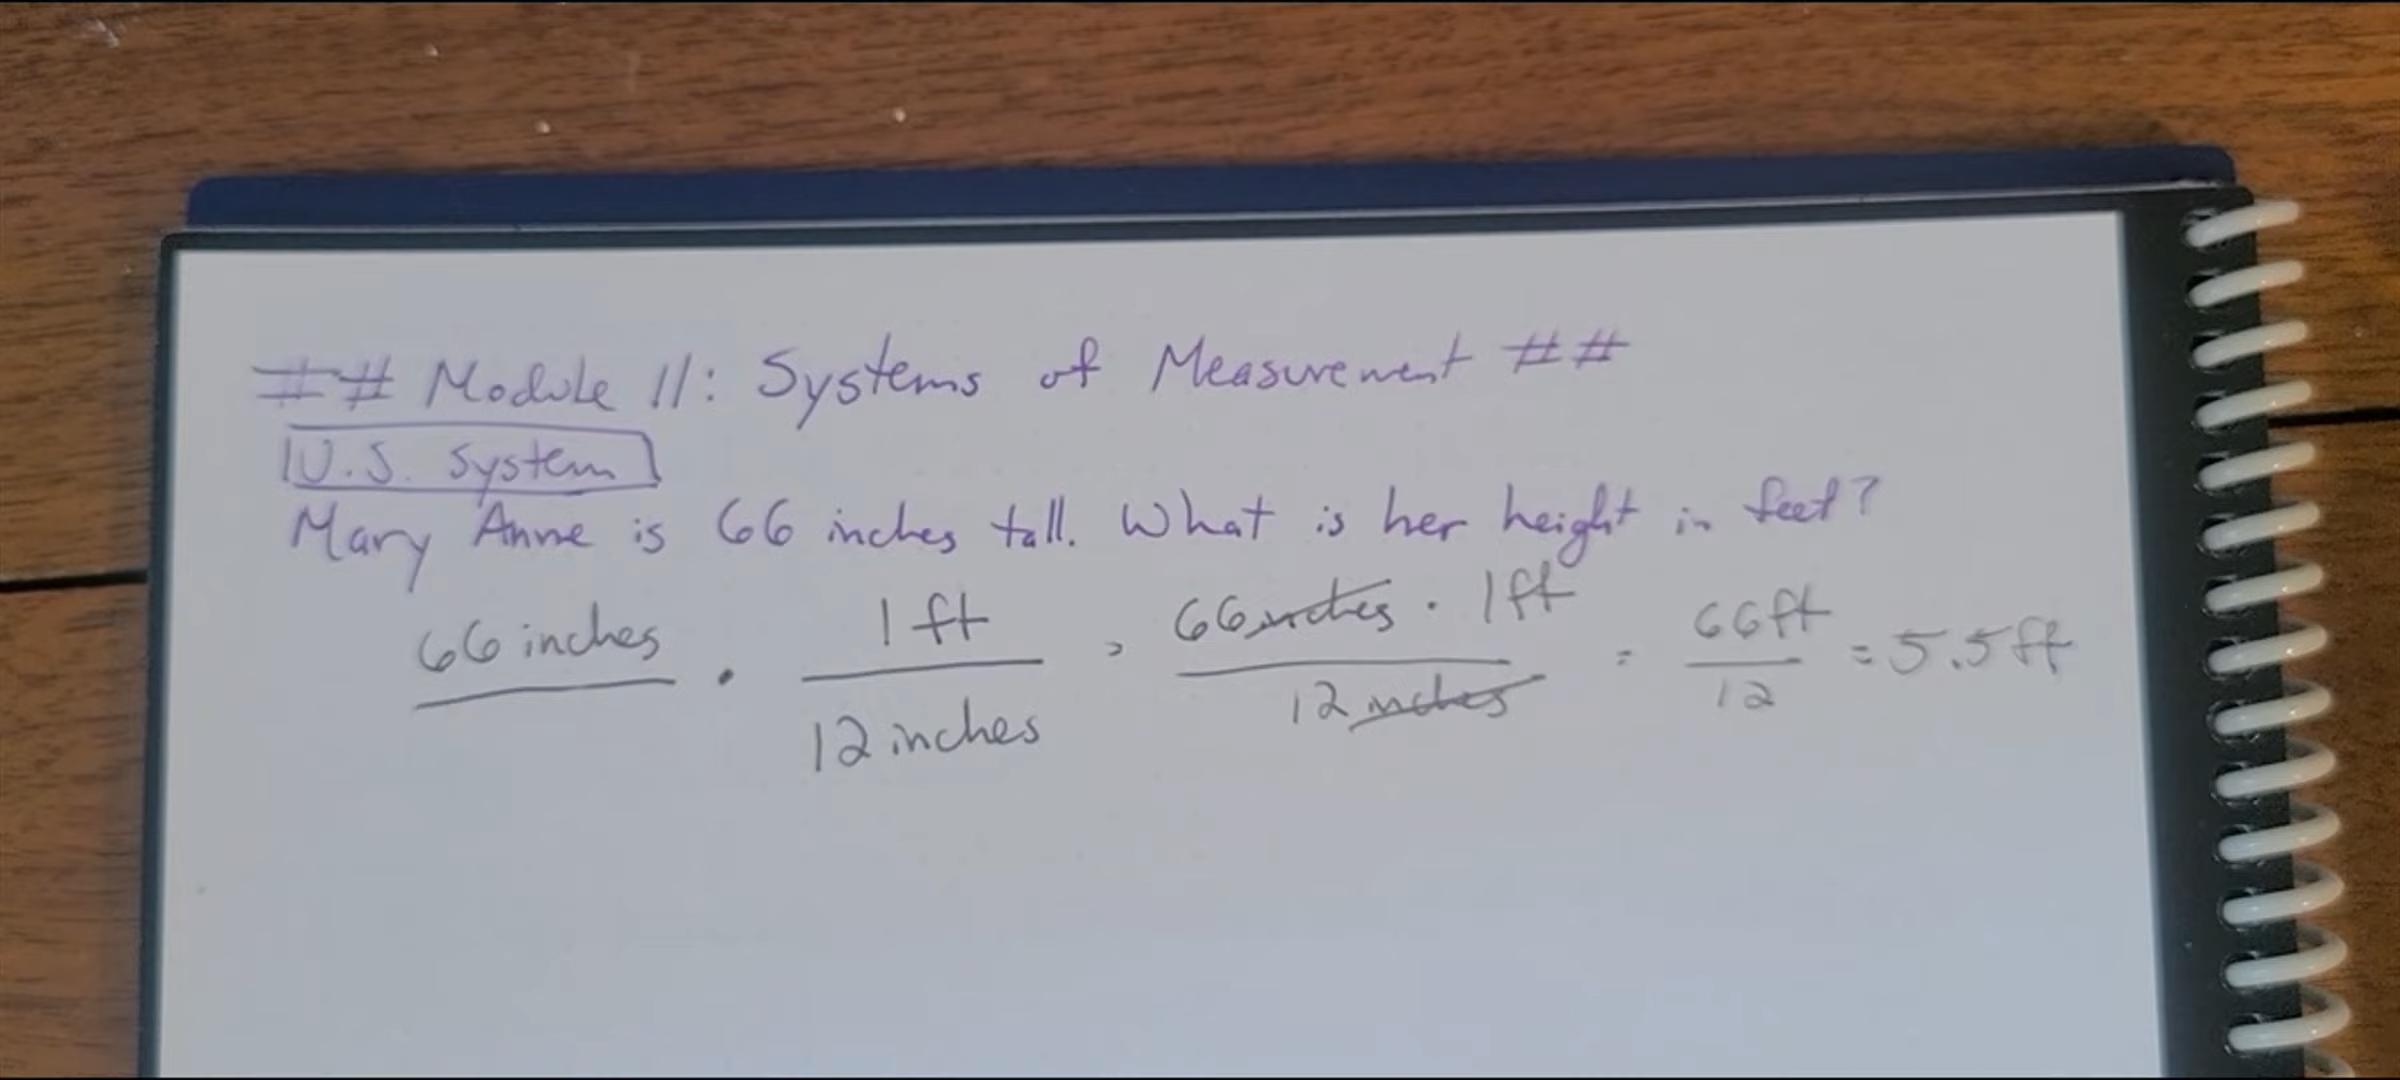 ## Module 11: Systems of Measurement ##
U.S. System
Mary Anne is 66 inches tall. What is her height in feet?
66 inches · 1 ft / 12 inches = 66 inches · 1 ft / 12 inches = 66 ft / 12 = 5.5 ft